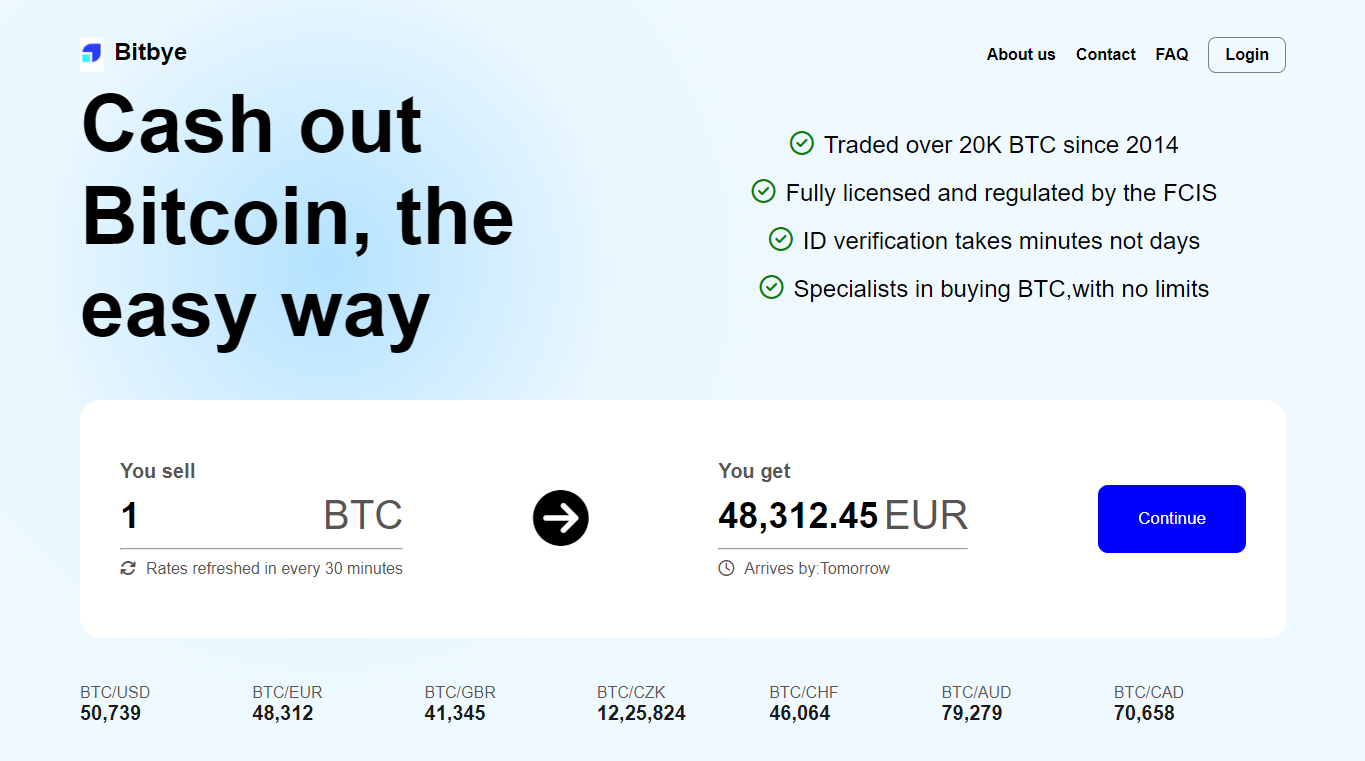 Bitbye
About us Contact FAQ Login
Cash out
Bitcoin, the
easy way
Traded over 20K BTC since 2014
Fully licensed and regulated by the FCIS
ID verification takes minutes not days
Specialists in buying BTC,with no limits
You sell
1 BTC
Rates refreshed in every 30 minutes
You get
48,312.45 EUR
Arrives by:Tomorrow
Continue
BTC/USD BTC/EUR BTC/GBR BTC/CZK BTC/CHF BTC/AUD BTC/CAD
50,739 48,312 41,345 12,25,824 46,064 79,279 70,658